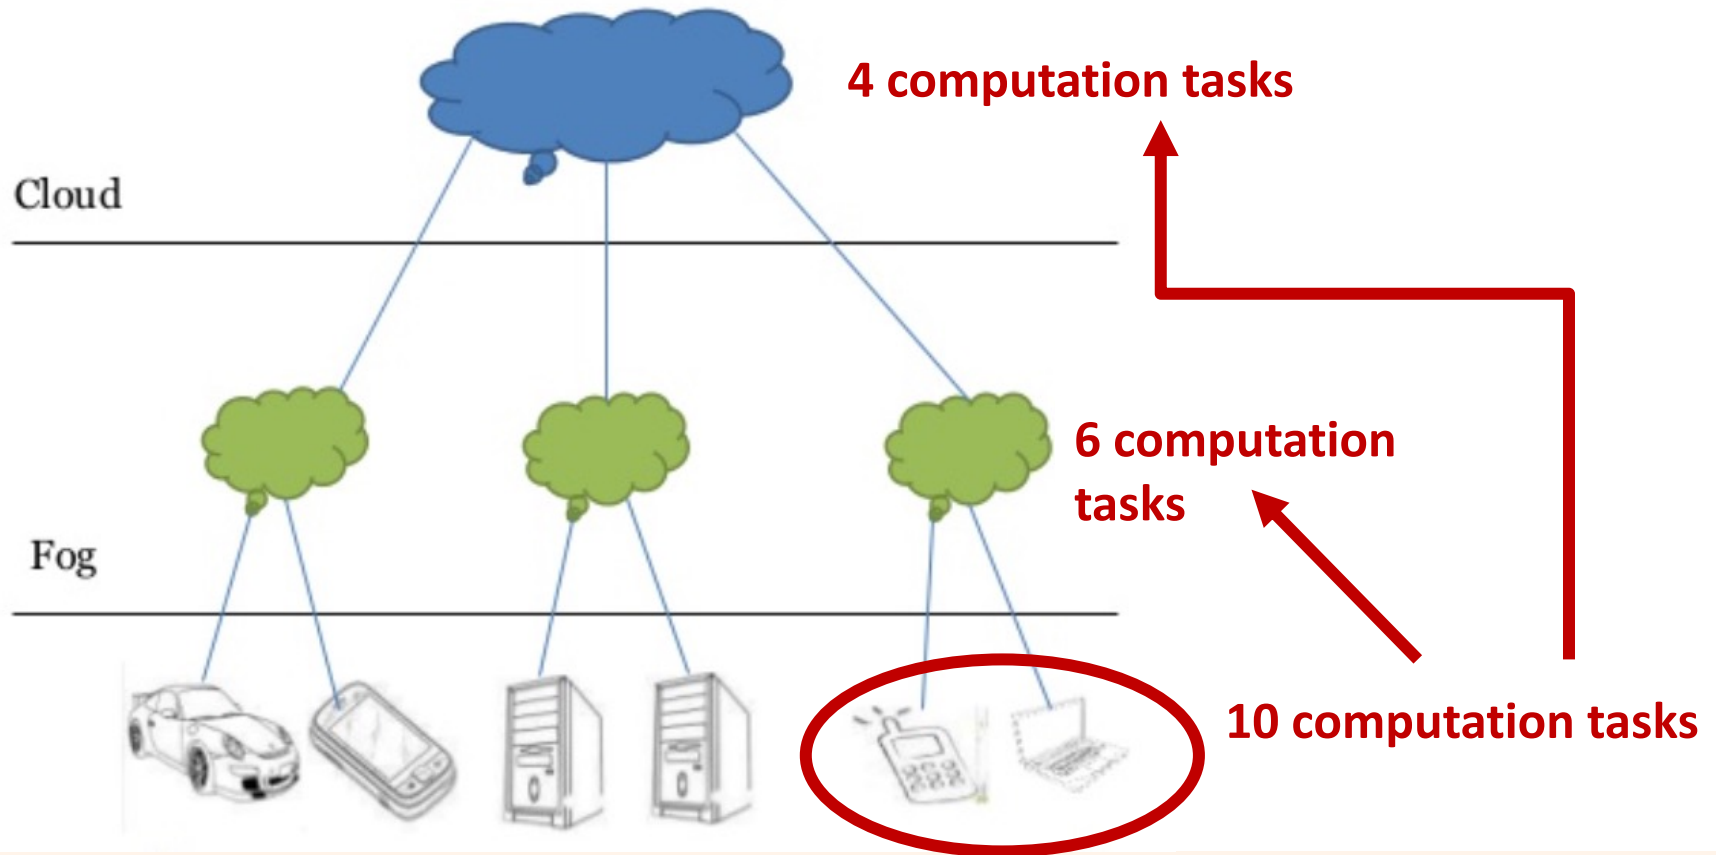 4 computation tasks
Cloud
6 computation
tasks
Fog
10 computation tasks